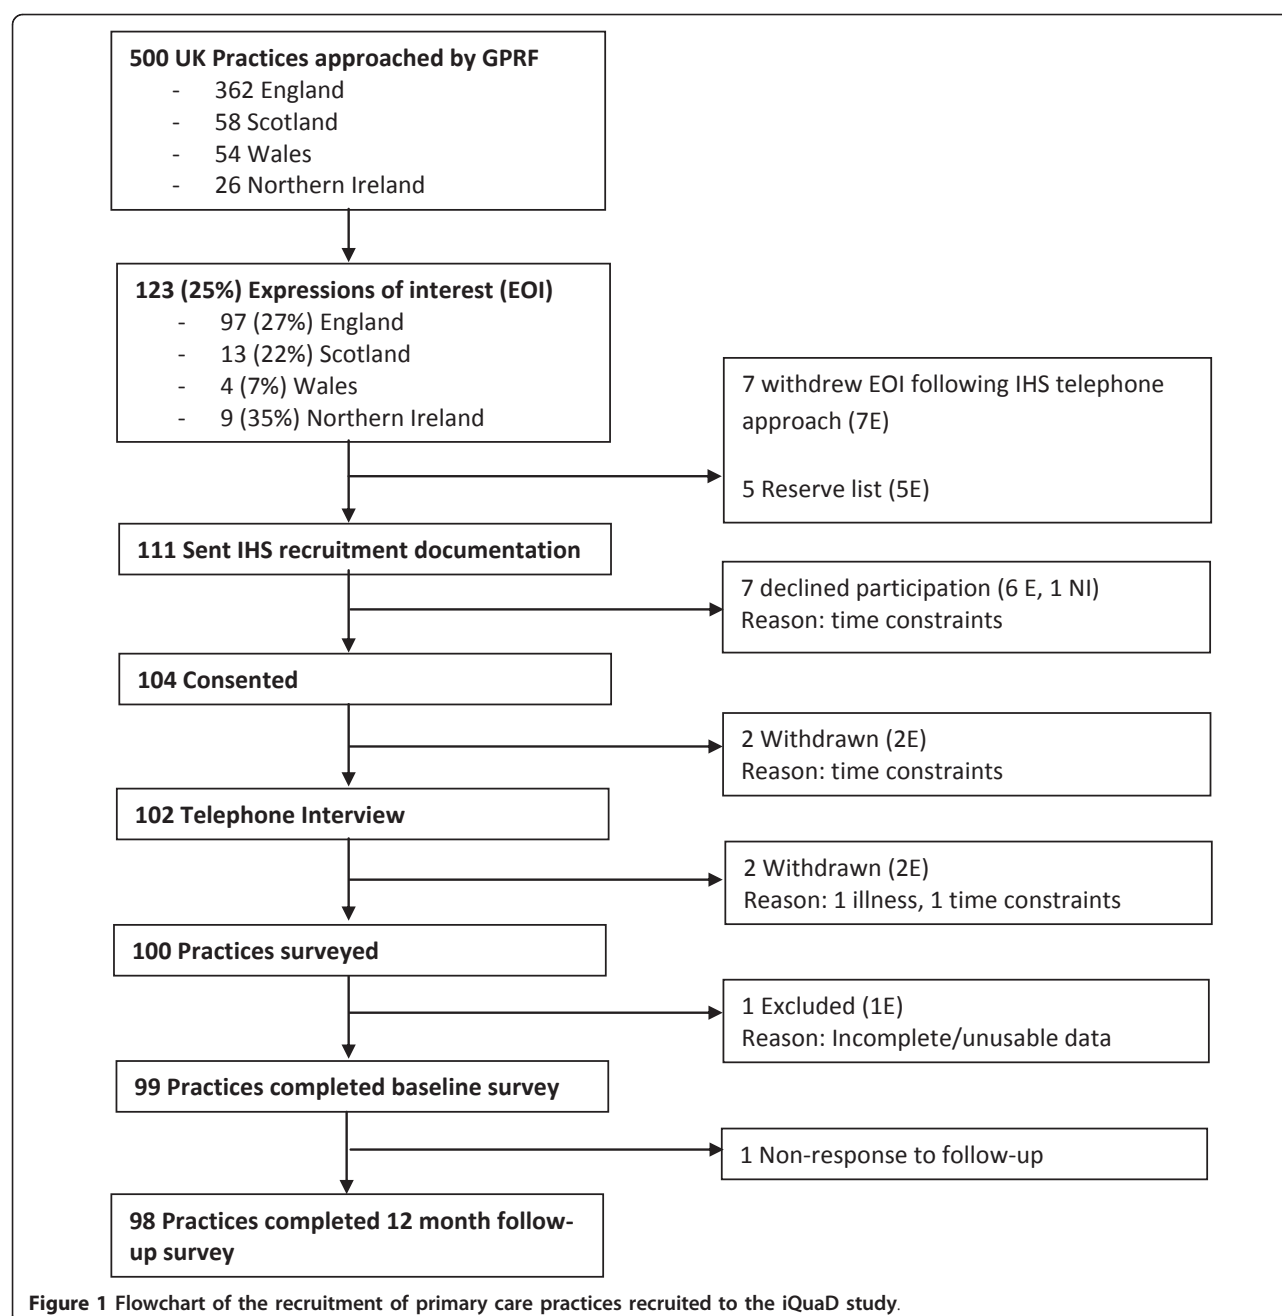 500 UK Practices approached by GPRF
- 362 England
- 58 Scotland
- 54 Wales
- 26 Northern Ireland
123 (25%) Expressions of interest (EOI)
- 97 (27%) England
- 13 (22%) Scotland
- 4 (7%) Wales
- 9 (35%) Northern Ireland
7 withdrew EOI following IHS telephone
approach (7E)
5 Reserve list (5E)
111 Sent IHS recruitment documentation
7 declined participation (6 E, 1 NI)
Reason: time constraints
104 Consented
2 Withdrawn (2E)
Reason: time constraints
102 Telephone Interview
2 Withdrawn (2E)
Reason: 1 illness, 1 time constraints
100 Practices surveyed
1 Excluded (1E)
Reason: Incomplete/unusable data
99 Practices completed baseline survey
1 Non-response to follow-up
98 Practices completed 12 month follow-
up survey
Figure 1 Flowchart of the recruitment of primary care practices recruited to the iQuaD study.